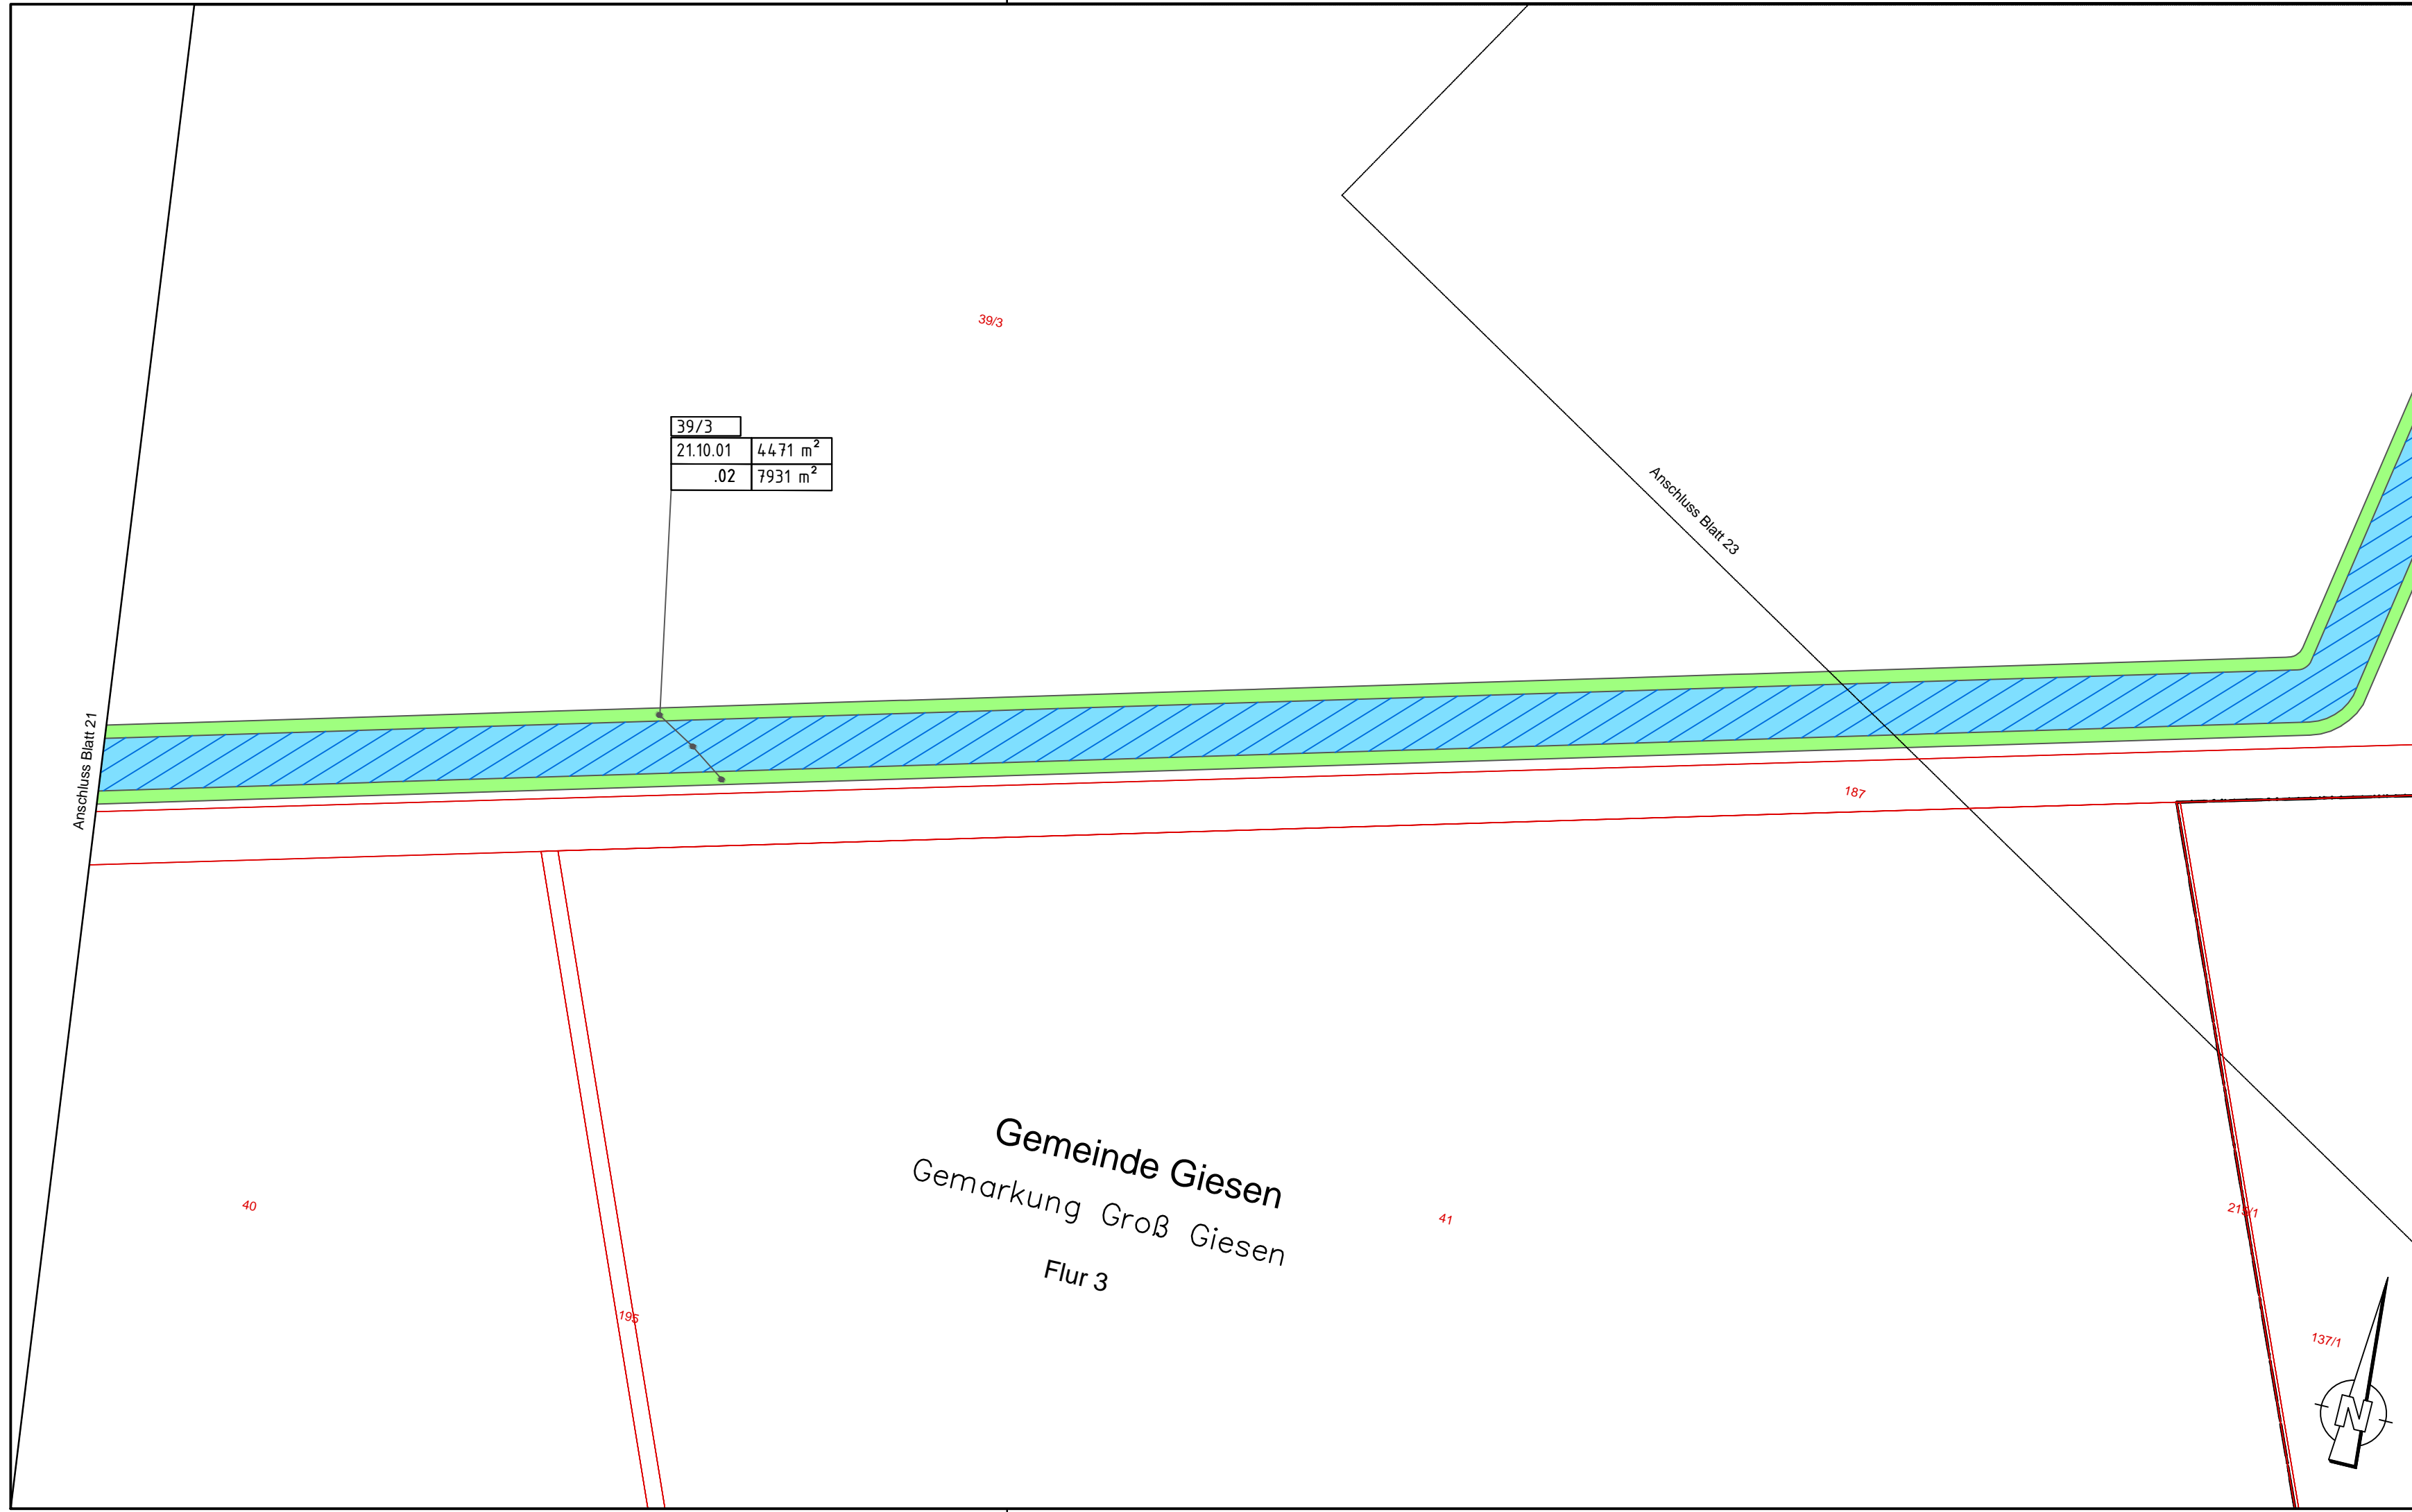 39/3
39/3
21.10.01 4471 m²
.02 7931 m²
Anschluss Blatt 23
Anschluss Blatt 21
187
Gemeinde Giesen
Gemarkung Groß Giesen
Flur 3
40
41
195
137/1
N